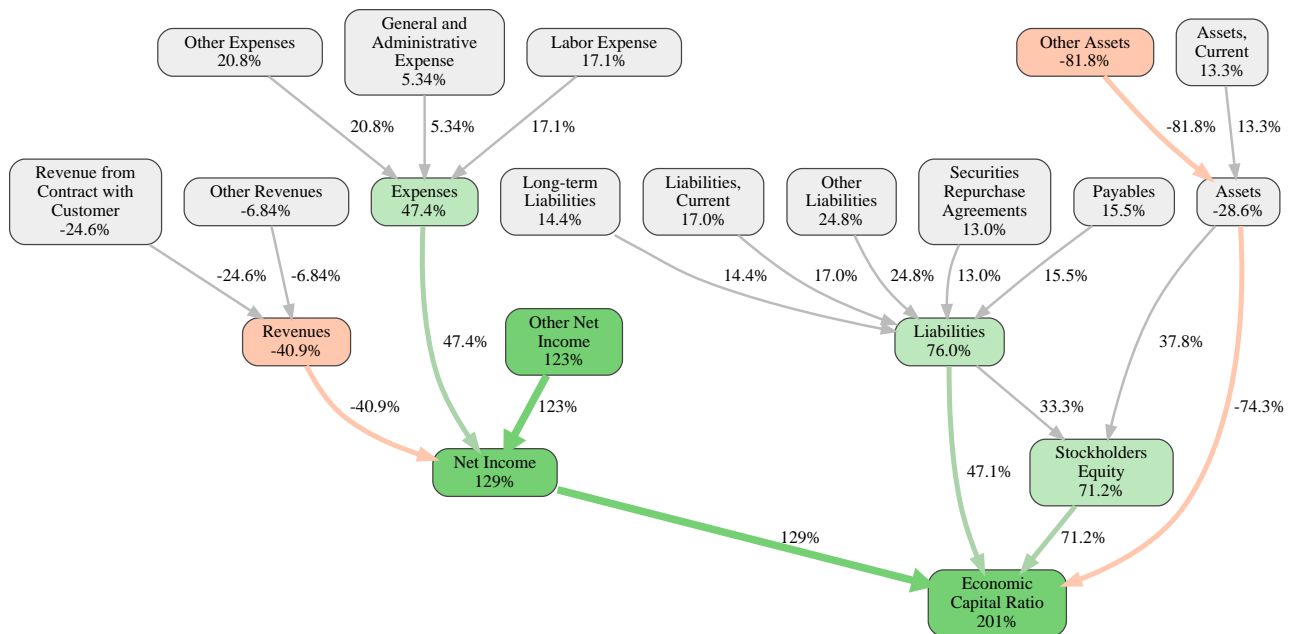 Other Expenses
20.8%
General and
Administrative
Expense
5.34%
Labor Expense
17.1%
Other Assets
-81.8%
Assets,
Current
13.3%
20.8%
5.34%
17.1%
-81.8%
13.3%
Revenue from
Contract with
Customer
-24.6%
Other Revenues
-6.84%
Expenses
47.4%
Long-term
Liabilities
14.4%
Liabilities,
Current
17.0%
Other
Liabilities
24.8%
Securities
Repurchase
Agreements
13.0%
Payables
15.5%
Assets
-28.6%
-24.6%
-6.84%
14.4%
17.0%
24.8%
13.0%
15.5%
Revenues
-40.9%
47.4%
Other Net
Income
123%
Liabilities
76.0%
37.8%
-40.9%
123%
33.3%
-74.3%
Net Income
129%
47.1%
Stockholders
Equity
71.2%
129%
71.2%
Economic
Capital Ratio
201%